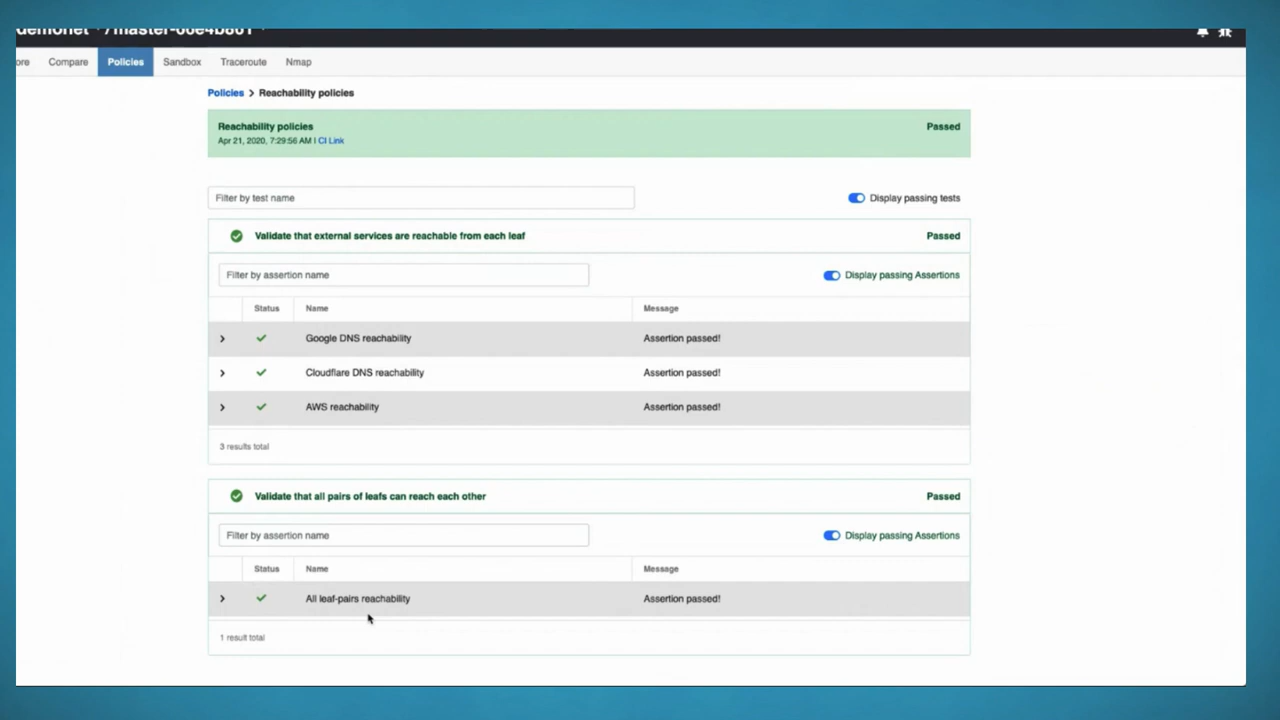 ore Compare Policies Sandbox Traceroute Nmap
Policies > Reachability policies
Reachability policies Passed
Apr 21, 2020, 7:29:56 AM | CI Link
Filter by test name Display passing tests
Validate that external services are reachable from each leaf Passed
Filter by assertion name Display passing Assertions
Status Name Message
Google DNS reachability Assertion passed!
Cloudflare DNS reachability Assertion passed!
AWS reachability Assertion passed!
3 results total
Validate that all pairs of leafs can reach each other Passed
Filter by assertion name Display passing Assertions
Status Name Message
All leaf-pairs reachability Assertion passed!
1 result total